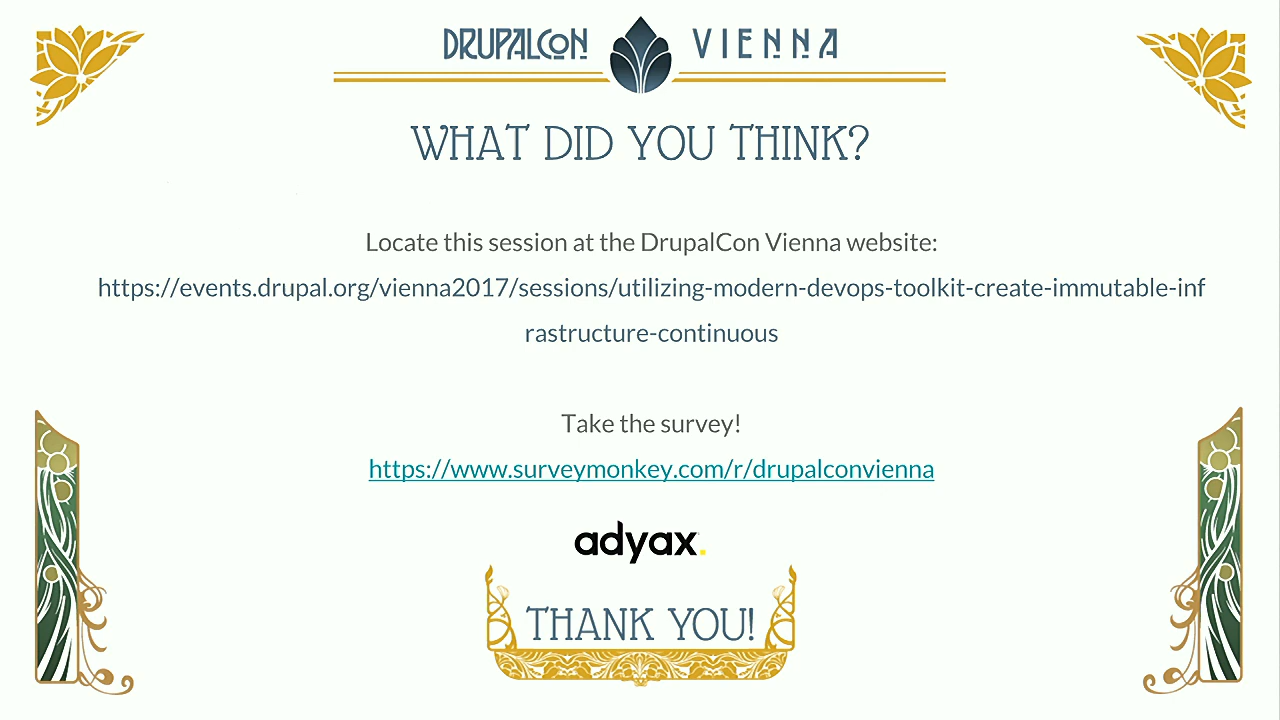 DRUPALCON VIENNA
WHAT DID YOU THINK?
Locate this session at the DrupalCon Vienna website:
https://events.drupal.org/vienna2017/sessions/utilizing-modern-devops-toolkit-create-immutable-inf
rastructure-continuous
Take the survey!
https://www.surveymonkey.com/r/drupalconvienna
adyax.
THANK YOU!